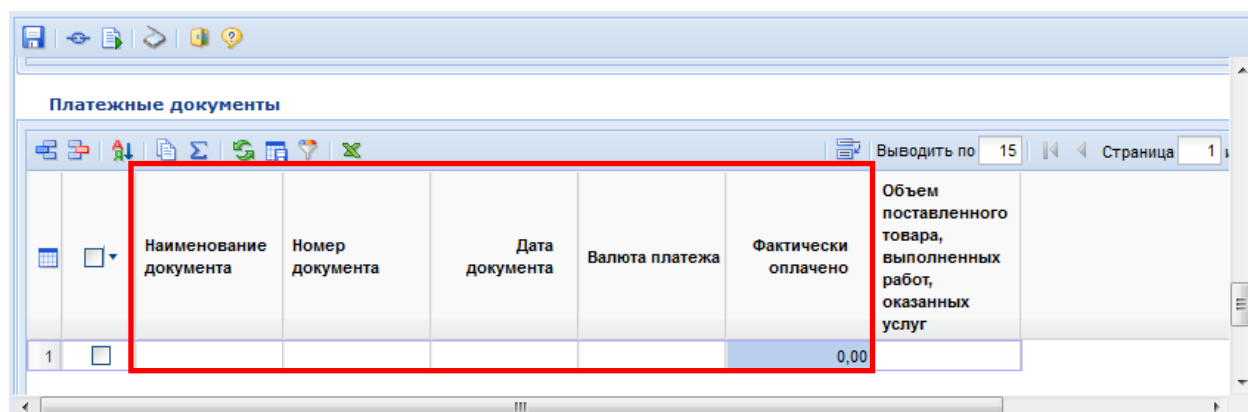 Платежные документы
Выводить по 15 Страница 1
Наименование документа
Номер документа
Дата документа
Валюта платежа
Фактически оплачено
Объем поставленного товара, выполненных работ, оказанных услуг
1 0,00